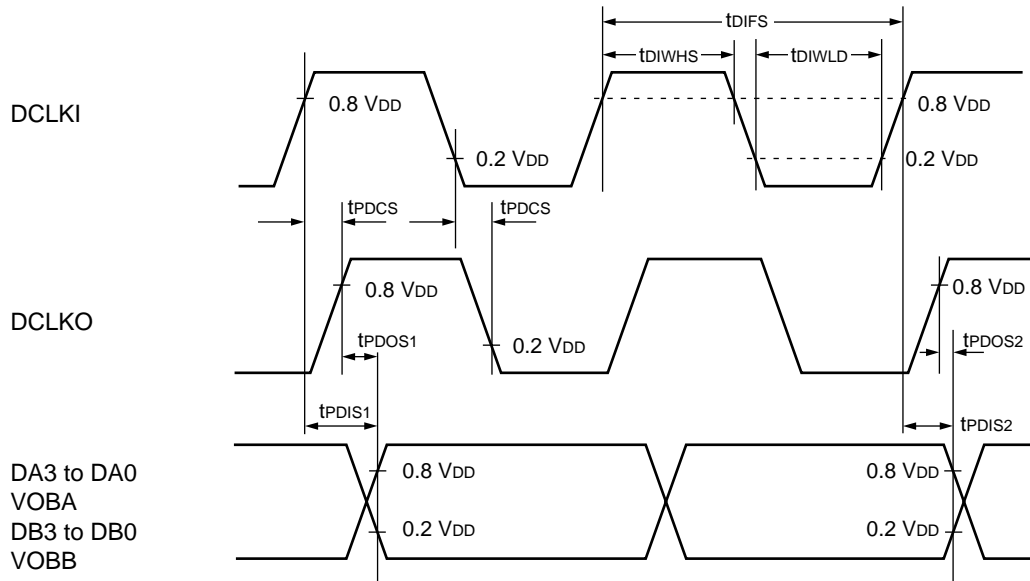 tDIFS
tDIWHS
tDIWLD
DCLKI
0.8 VDD
0.8 VDD
0.2 VDD
0.2 VDD
tPDCS
tPDCS
DCLKO
0.8 VDD
0.8 VDD
0.2 VDD
tPDOS1
tPDOS2
tPDIS1
tPDIS2
DA3 to DA0
0.8 VDD
0.8 VDD
VOBA
DB3 to DB0
0.2 VDD
0.2 VDD
VOBB